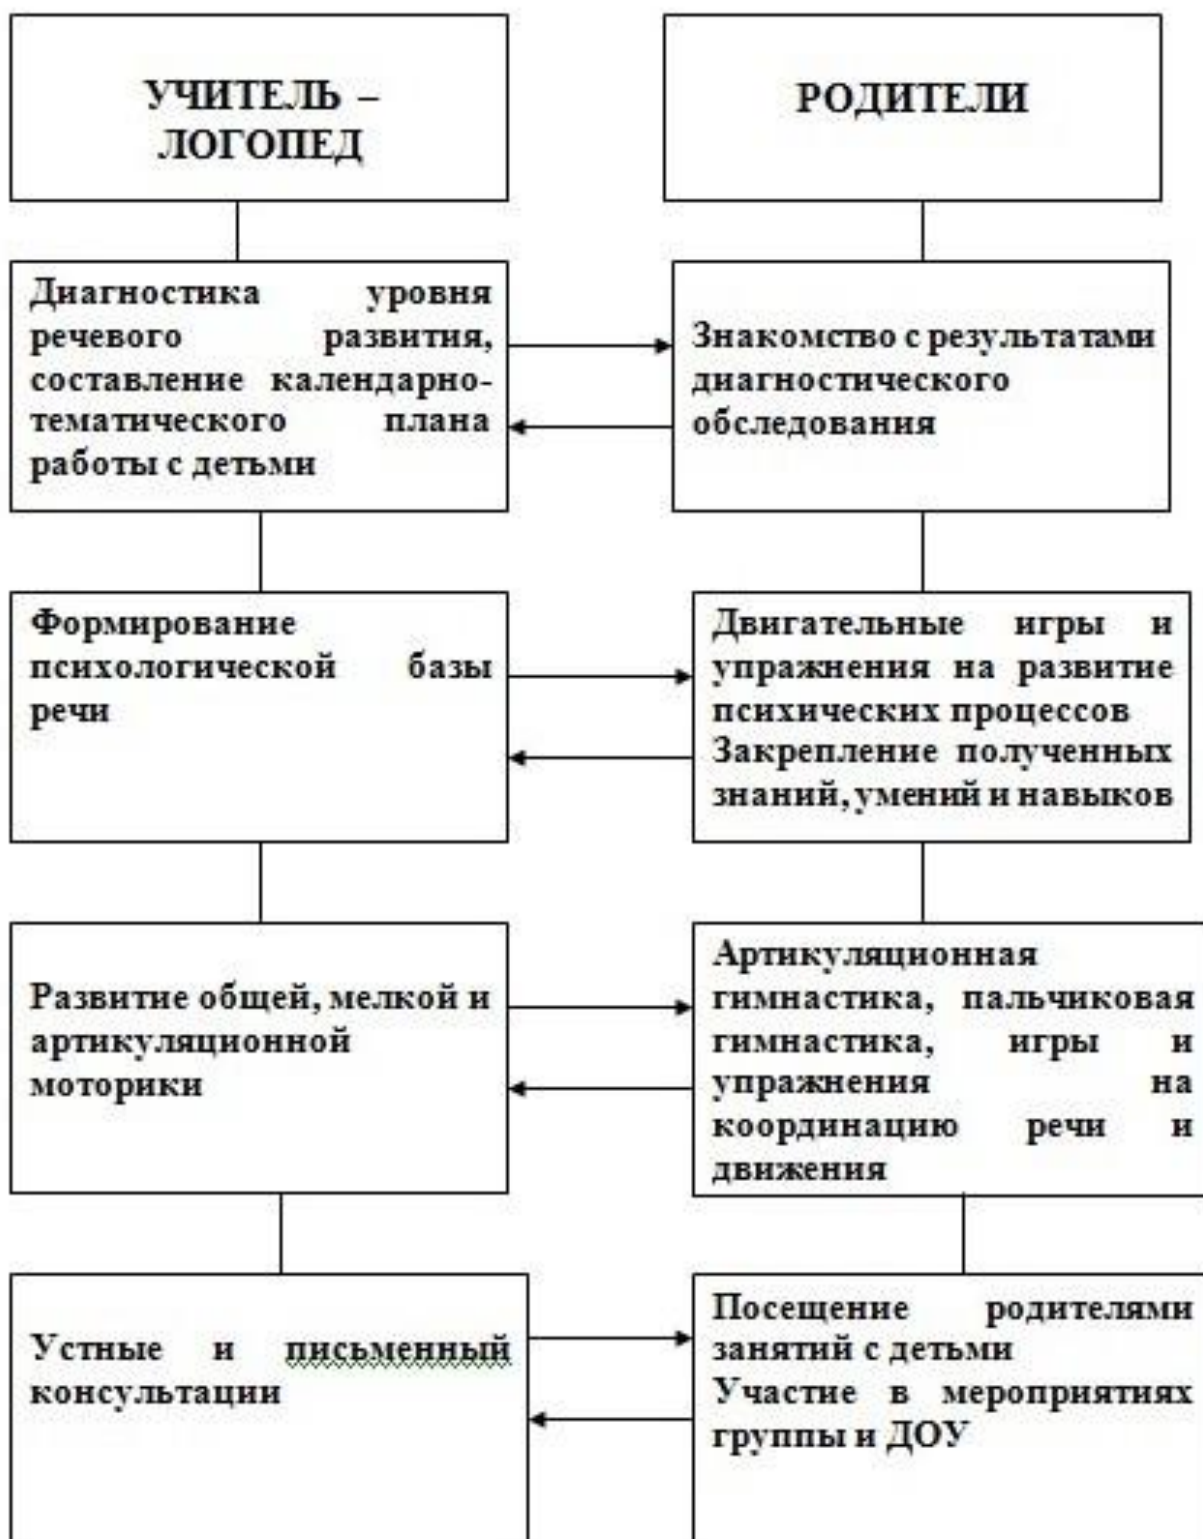 УЧИТЕЛЬ –
ЛОГОПЕД
РОДИТЕЛИ
Диагностика уровня
речевого развития,
составление календарно-
тематического плана
работы с детьми
Знакомство с результатами
диагностического
обследования
Формирование
психологической базы
речи
Двигательные игры и
упражнения на развитие
психических процессов
Закрепление полученных
знаний, умений и навыков
Развитие общей, мелкой и
артикуляционной
моторики
Артикуляционная
гимнастика, пальчиковая
гимнастика, игры и
упражнения на
координацию речи и
движения
Устные и письменный
консультации
Посещение родителями
занятий с детьми
Участие в мероприятиях
группы и ДОУ